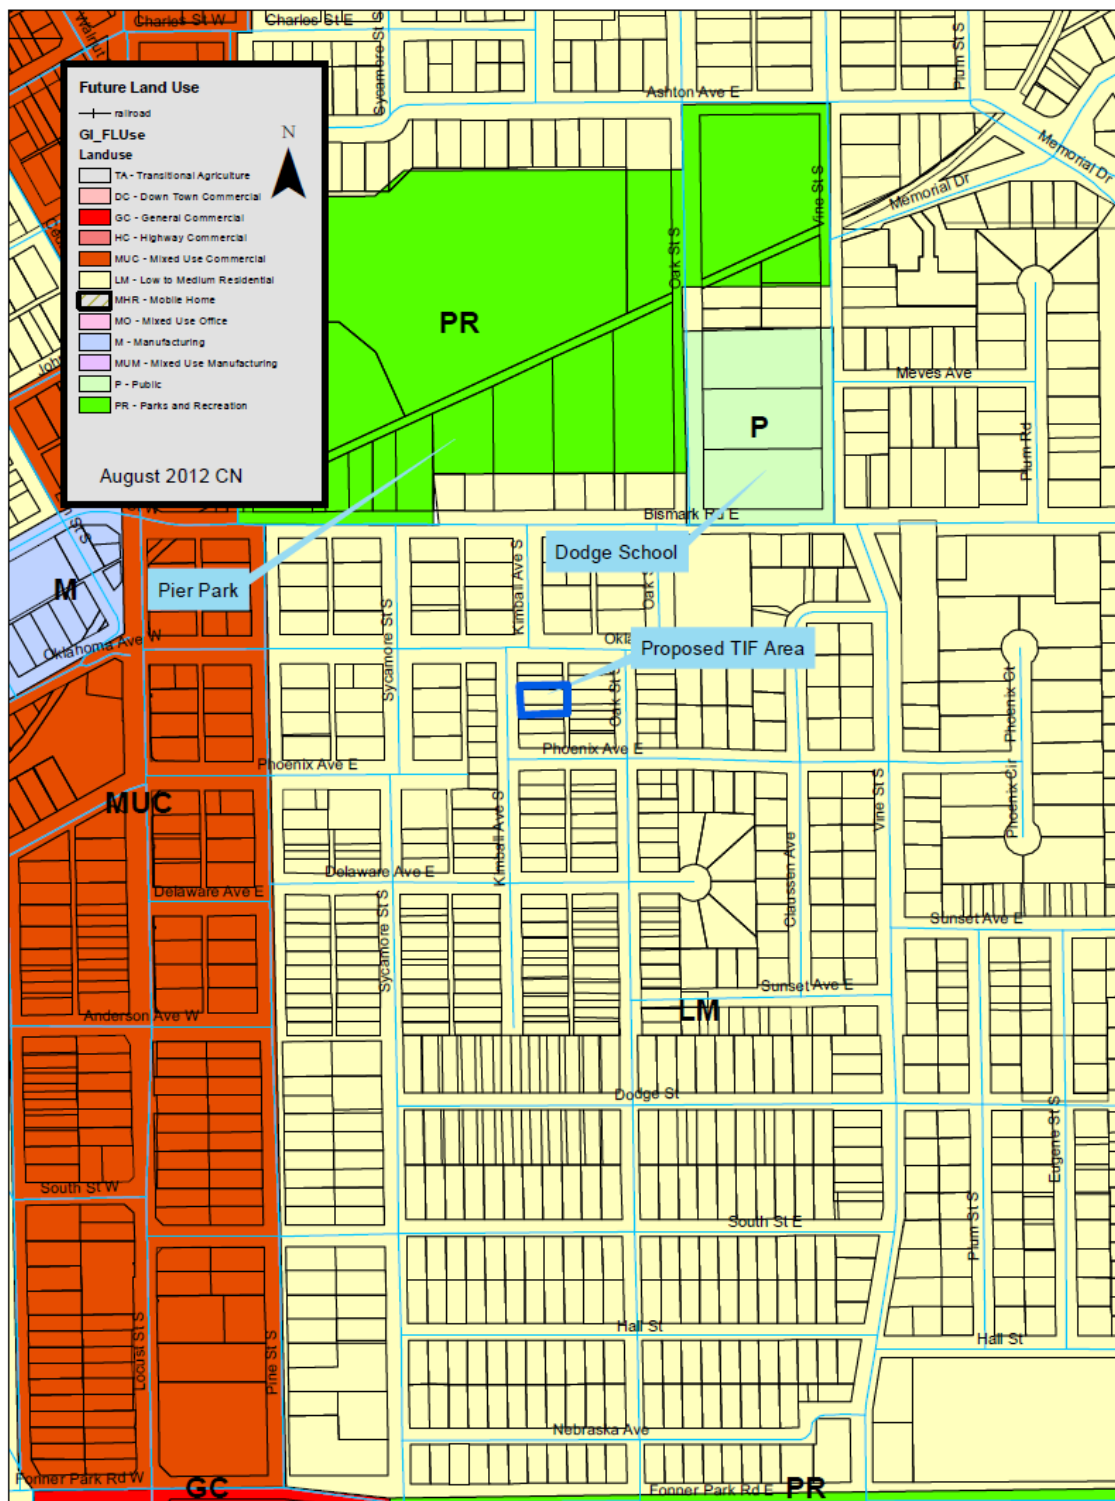 Charles St W
Charles St E
Walnut
Sycamore St S
Plum St S
Ashton Ave E
Future Land Use
railroad
GI_FLUse
Landuse
N
TA - Transitional Agriculture
DC - Down Town Commercial
GC - General Commercial
HC - Highway Commercial
MUC - Mixed Use Commercial
LM - Low to Medium Residential
MHR - Mobile Home
MO - Mixed Use Office
M - Manufacturing
MUM - Mixed Use Manufacturing
P - Public
PR - Parks and Recreation
August 2012 CN
Memorial Dr
Memorial Dr
Vine St S
Oak St S
PR
Meves Ave
P
Plum Rd
Bismark Rd E
Dodge School
Pier Park
M
Kimball Ave S
Oak
Oklahoma Ave W
Sycamore St S
Proposed TIF Area
Oak St S
Phoenix Ct
Phoenix Ave E
Phoenix Ave E
MUC
Vine St S
Phoenix Cir
Kimball Ave S
Delaware Ave E
Delaware Ave E
Claussen Ave
Sycamore St S
Sunset Ave E
Sunset Ave E
LM
Anderson Ave W
Dodge St
Eugene St S
South St W
South St E
Plum St S
Hall St
Hall St
Locust St S
Pine St S
Nebraska Ave
Fonner Park Rd W
GC
Fonner Park Rd E
PR